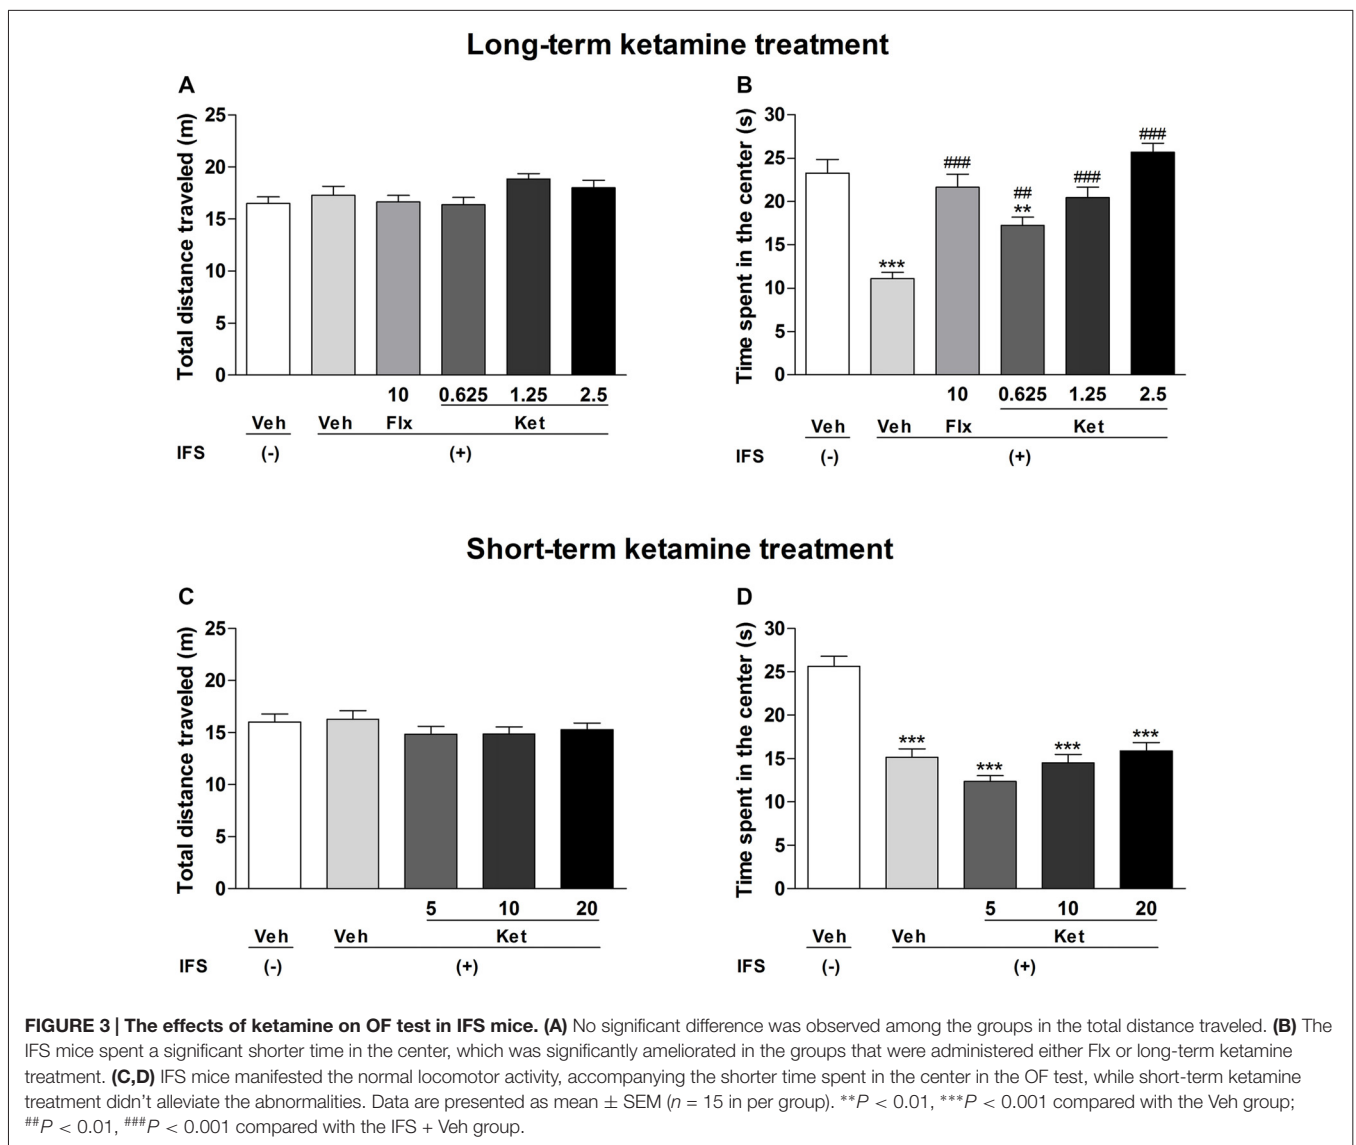 Long-term ketamine treatment
A
Total distance traveled (m)
25
20
15
10
5
0
10 0.625 1.25 2.5
Veh Veh Flx Ket
IFS (-) (+)
B
Time spent in the center (s)
30
25
20
15
10
5
0
***
###
##
**
###
###
10 0.625 1.25 2.5
Veh Veh Flx Ket
IFS (-) (+)
Short-term ketamine treatment
C
Total distance traveled (m)
25
20
15
10
5
0
5 10 20
Veh Veh Ket
IFS (-) (+)
D
Time spent in the center (s)
30
25
20
15
10
5
0
***
***
***
***
5 10 20
Veh Veh Ket
IFS (-) (+)
FIGURE 3 | The effects of ketamine on OF test in IFS mice. (A) No significant difference was observed among the groups in the total distance traveled. (B) The
IFS mice spent a significant shorter time in the center, which was significantly ameliorated in the groups that were administered either Flx or long-term ketamine
treatment. (C,D) IFS mice manifested the normal locomotor activity, accompanying the shorter time spent in the center in the OF test, while short-term ketamine
treatment didn't alleviate the abnormalities. Data are presented as mean ± SEM (n = 15 in per group). **P < 0.01, ***P < 0.001 compared with the Veh group;
##P < 0.01, ###P < 0.001 compared with the IFS + Veh group.